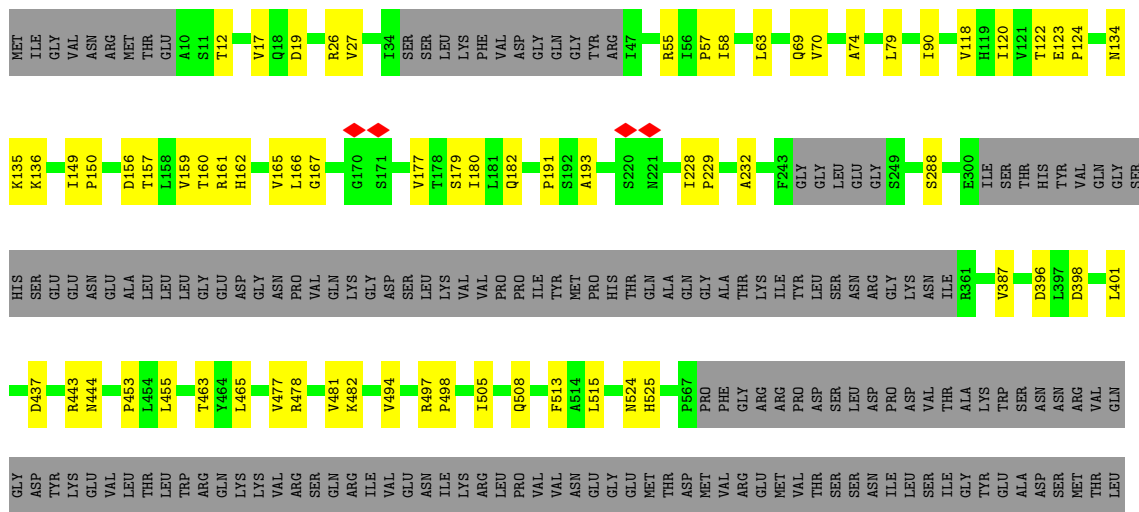 MET ILE GLY VAL ASN ARG MET THR GLU A10 S11 T12 V17 Q18 D19 R26 V27 I34 SER SER LEU LYS PHE VAL ASP GLY GLN GLY TYR ARG I47 R55 I56 P57 I58 L63 Q69 V70 A74 L79 I90 V118 H119 I120 V121 T122 E123 P124 N134
K135 K136 I149 P150 D156 T157 L158 V159 T160 R161 H162 V165 L166 G167 G170 S171 V177 T178 S179 I180 L181 Q182 P191 S192 A193 S220 N221 I228 P229 A232 F243 GLY GLY LEU GLU GLY S249 S288 E300 ILE SER THR HIS TYR VAL GLN GLY SER
HIS SER GLU GLU ASN GLU ALA LEU LEU LEU GLY GLU ASP GLY ASN PRO VAL GLN LYS GLY ASP SER LEU LYS VAL VAL PRO PRO ILE TYR MET PRO HIS THR GLN ALA GLN GLY ALA THR LYS ILE TYR LEU SER ASN ARG GLY LYS ASN ILE R361 V387 D396 L397 D398 L401
D437 R443 N444 P453 L454 L455 T463 Y464 L465 V477 R478 V481 K482 V494 R497 P498 I505 Q508 F513 A514 L515 N524 H525 P567 PRO PHE GLY ARG ARG MET ARG VAL PRO ASP SER LEU ASP PRO ASP VAL THR ALA LYS TRP SER ASN ASN ARG VAL GLN
GLY ASP TYR LYS GLU VAL LEU THR LEU TRP ARG GLN LYS LYS VAL ARG SER GLN ARG ILE VAL GLU ASN ILE LYS ARG LEU PRO VAL VAL ASN GLU GLY GLU MET THR ASP MET VAL ARG GLU MET VAL THR SER SER ASN ILE LEU SER ILE GLY TYR GLU ALA ASP SER MET THR LEU